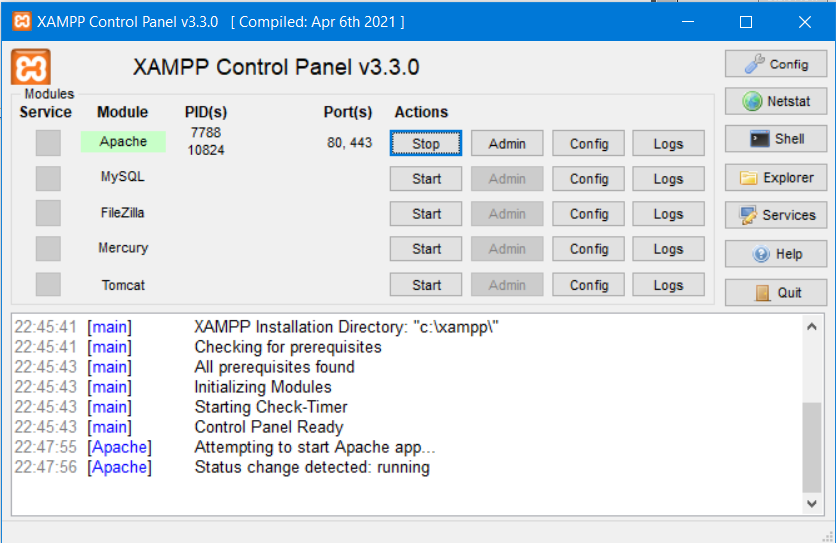 XAMPP Control Panel v3.3.0 [ Compiled: Apr 6th 2021 ]
XAMPP Control Panel v3.3.0
Config
Modules
Service Module PID(s) Port(s) Actions
Netstat
Apache 7788 10824 80, 443 Stop Admin Config Logs
Shell
MySQL Start Admin Config Logs
Explorer
FileZilla Start Admin Config Logs
Services
Mercury Start Admin Config Logs
Help
Tomcat Start Admin Config Logs
Quit
22:45:41 [main] XAMPP Installation Directory: "c:\xampp\"
22:45:41 [main] Checking for prerequisites
22:45:43 [main] All prerequisites found
22:45:43 [main] Initializing Modules
22:45:43 [main] Starting Check-Timer
22:45:43 [main] Control Panel Ready
22:47:55 [Apache] Attempting to start Apache app...
22:47:56 [Apache] Status change detected: running